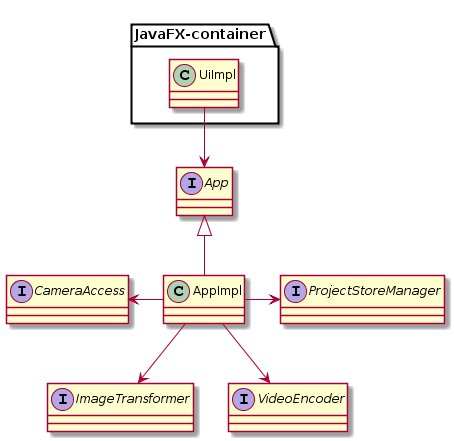 JavaFX-container
C UiImpl
I App
I CameraAccess
C AppImpl
I ProjectStoreManager
I ImageTransformer
I VideoEncoder